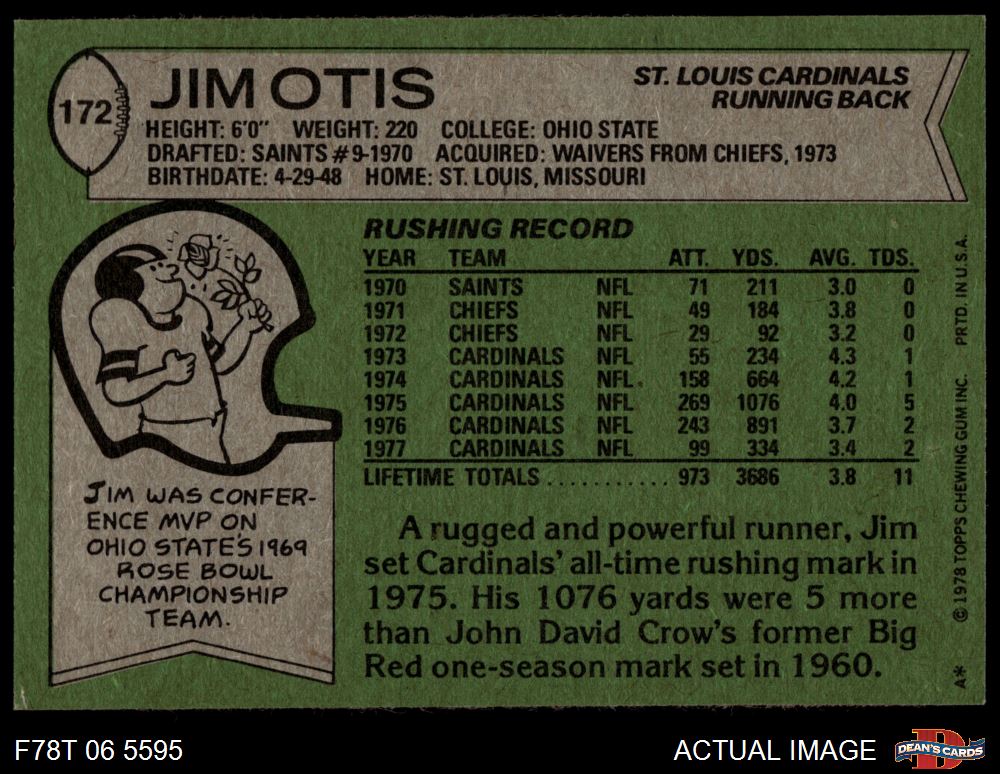 172
JIM OTIS
ST. LOUIS CARDINALS
RUNNING BACK
HEIGHT: 6'0" WEIGHT: 220 COLLEGE: OHIO STATE
DRAFTED: SAINTS #9-1970 ACQUIRED: WAIVERS FROM CHIEFS, 1973
BIRTHDATE: 4-29-48 HOME: ST. LOUIS, MISSOURI
RUSHING RECORD
YEAR TEAM ATT. YDS. AVG. TDS.
1970 SAINTS NFL 71 211 3.0 0
1971 CHIEFS NFL 49 184 3.8 0
1972 CHIEFS NFL 29 92 3.2 0
1973 CARDINALS NFL 55 234 4.3 1
1974 CARDINALS NFL. 158 664 4.2 1
1975 CARDINALS NFL 269 1076 4.0 5
1976 CARDINALS NFL 243 891 3.7 2
1977 CARDINALS NFL 99 334 3.4 2
LIFETIME TOTALS ........... 973 3686 3.8 11
JIM WAS CONFER-
ENCE MVP ON
OHIO STATE'S 1969
ROSE BOWL
CHAMPIONSHIP
TEAM.
A rugged and powerful runner, Jim
set Cardinals' all-time rushing mark in
1975. His 1076 yards were 5 more
than John David Crow's former Big
Red one-season mark set in 1960.
A* © 1978 TOPPS CHEWING GUM INC. PRTD. IN U.S.A.
F78T 06 5595
ACTUAL IMAGE
D
DEAN'S CARDS